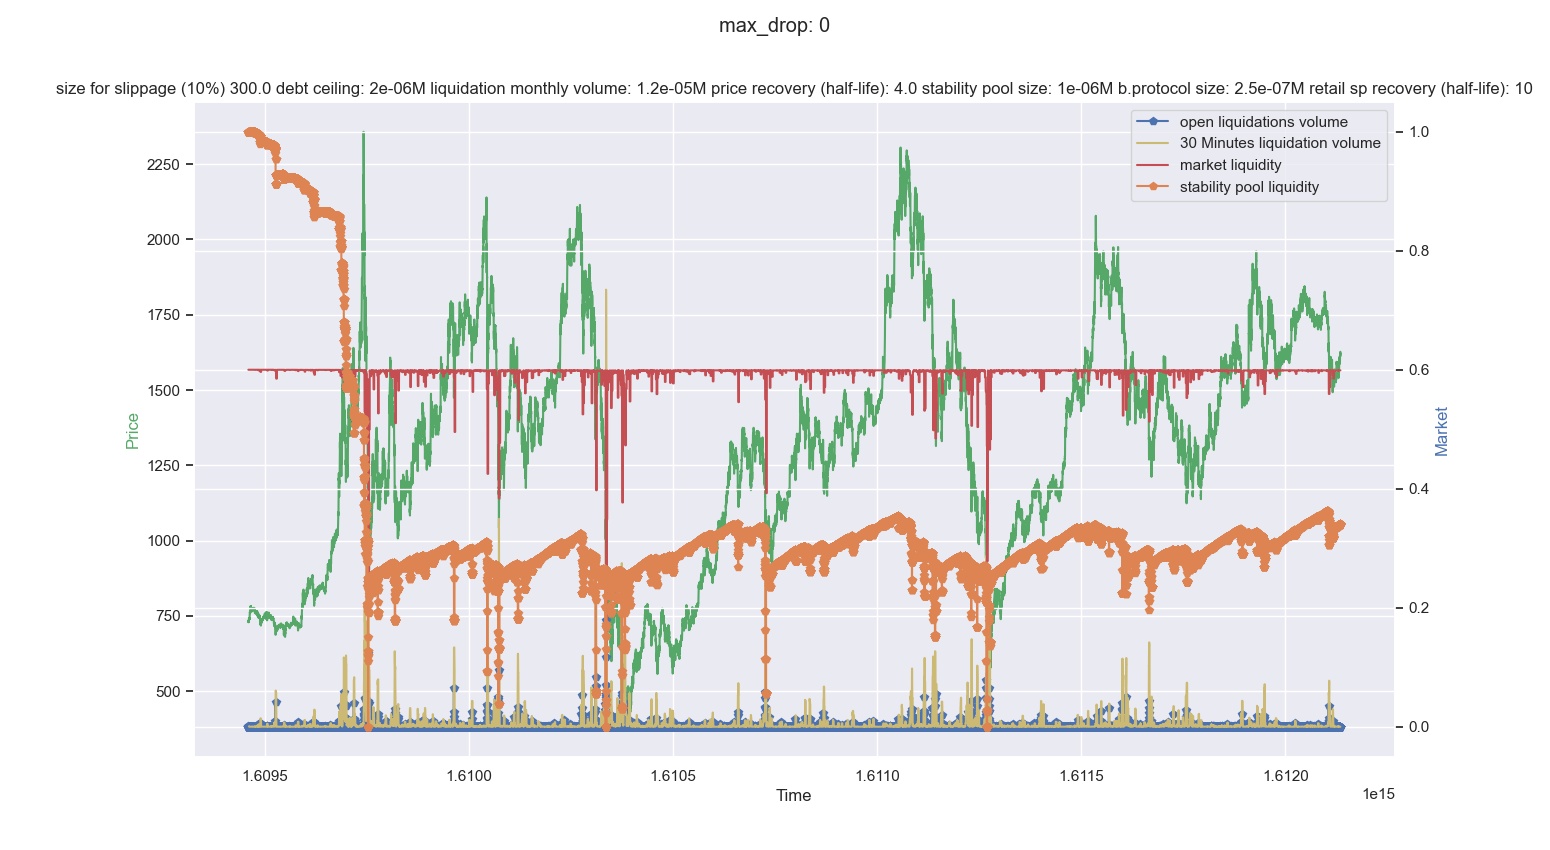 max_drop: 0
size for slippage (10%) 300.0 debt ceiling: 2e-06M liquidation monthly volume: 1.2e-05M price recovery (half-life): 4.0 stability pool size: 1e-06M b.protocol size: 2.5e-07M retail sp recovery (half-life): 10
open liquidations volume
30 Minutes liquidation volume
market liquidity
stability pool liquidity
2250
2000
1750
1500
1250
1000
750
500
Price
1.0
0.8
0.6
0.4
0.2
0.0
Market
1.6095
1.6100
1.6105
1.6110
1.6115
1.6120
Time
1e15